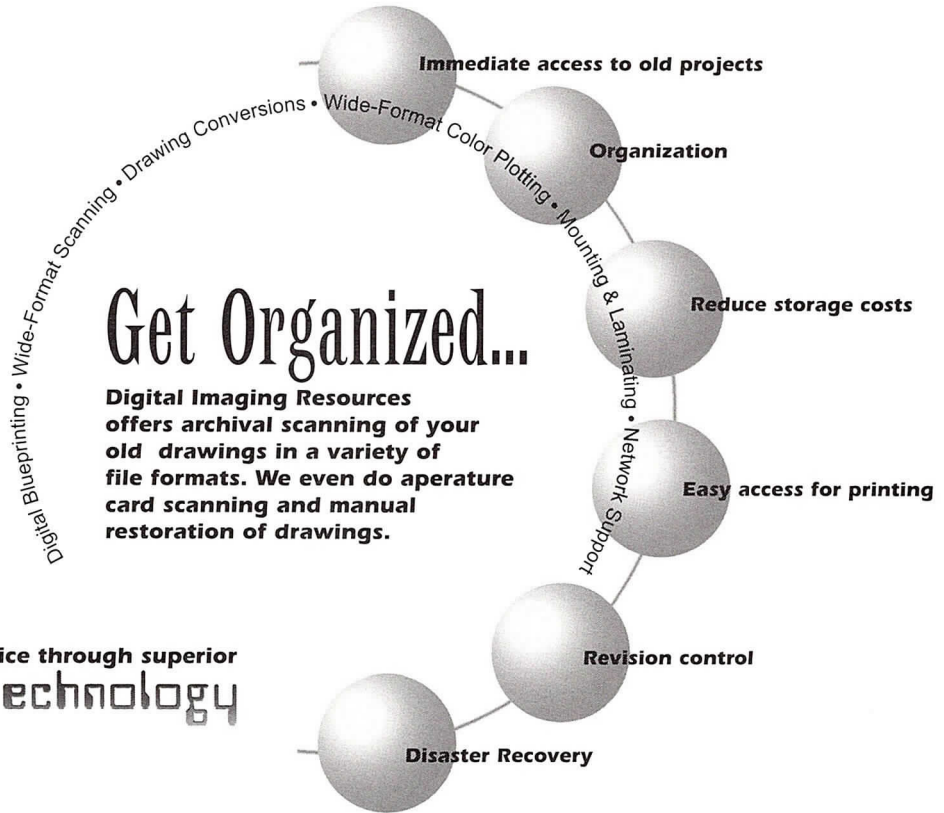 Immediate access to old projects
Organization
Reduce storage costs
Easy access for printing
Revision control
Disaster Recovery
Digital Blueprinting • Wide-Format Scanning • Drawing Conversions • Wide-Format Color Plotting • Mounting & Laminating • Network Support
Get Organized...
Digital Imaging Resources
offers archival scanning of your
old drawings in a variety of
file formats. We even do aperature
card scanning and manual
restoration of drawings.
through superior